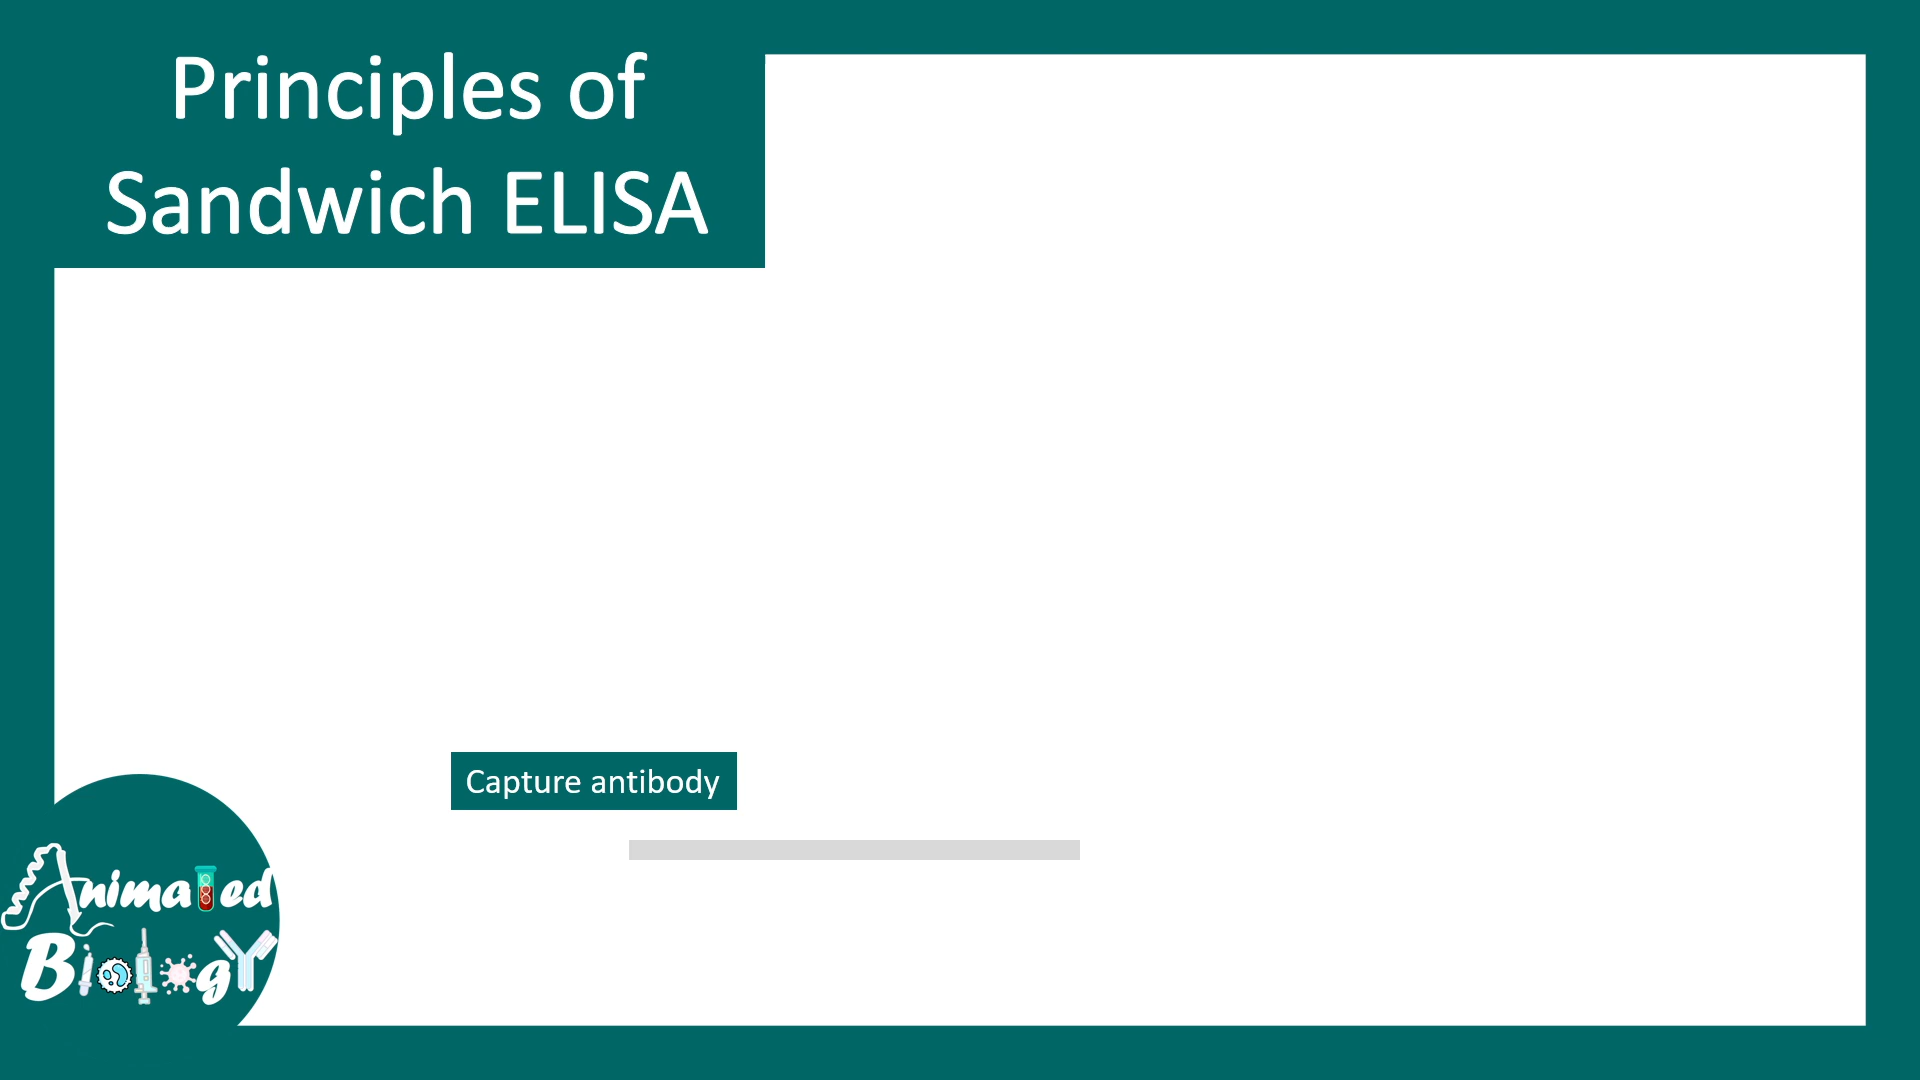 Principles of
Sandwich ELISA
Capture antibody
Animated
Biology